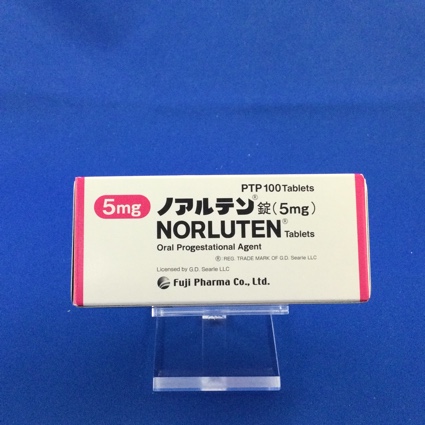 PTP 100 Tablets
5mg ノアルテン®錠(5mg)
NORLUTEN® Tablets
Oral Progestational Agent
®: REG. TRADE MARK OF G.D. Searle LLC
Licensed by G.D. Searle LLC
Fuji Pharma Co., Ltd.